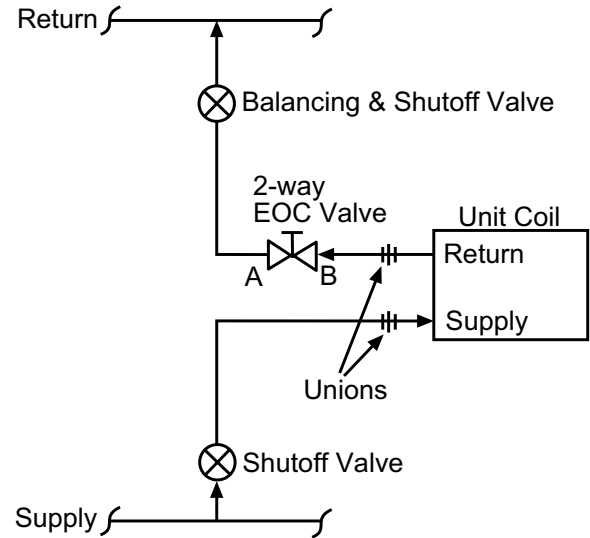 Return
Balancing & Shutoff Valve
2-way
EOC Valve
Unit Coil
A
B
Return
Supply
Unions
Shutoff Valve
Supply